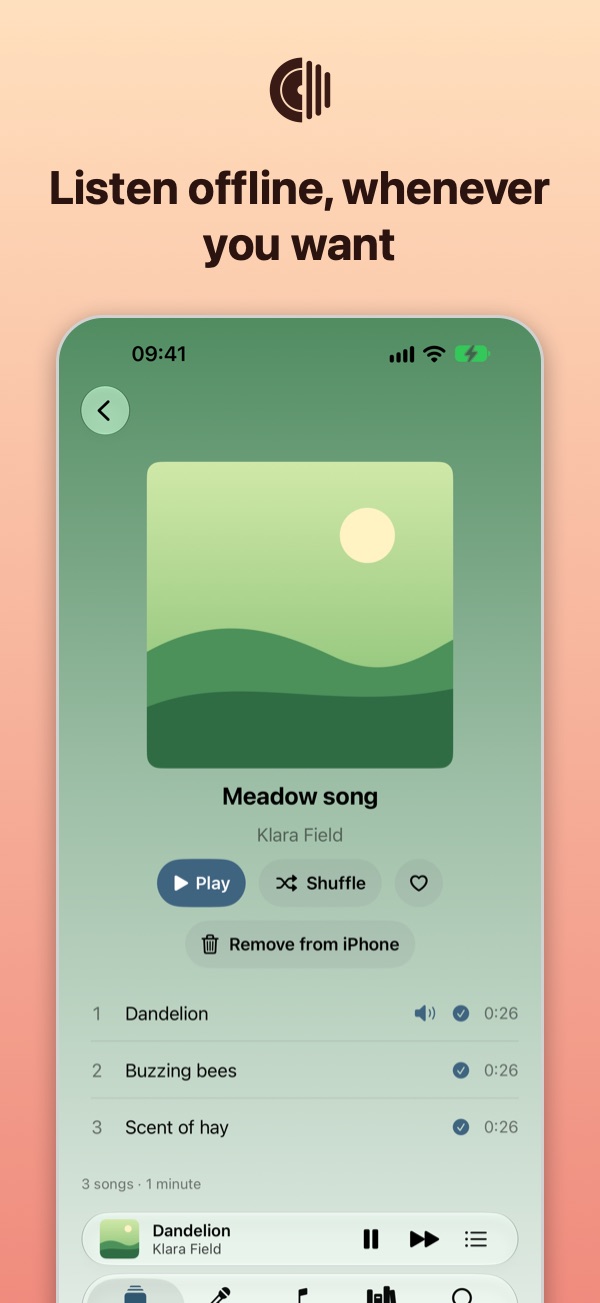 Listen offline, whenever
you want
09:41
Meadow song
Klara Field
Play
Shuffle
Remove from iPhone
1 Dandelion 0:26
2 Buzzing bees 0:26
3 Scent of hay 0:26
3 songs · 1 minute
Dandelion
Klara Field